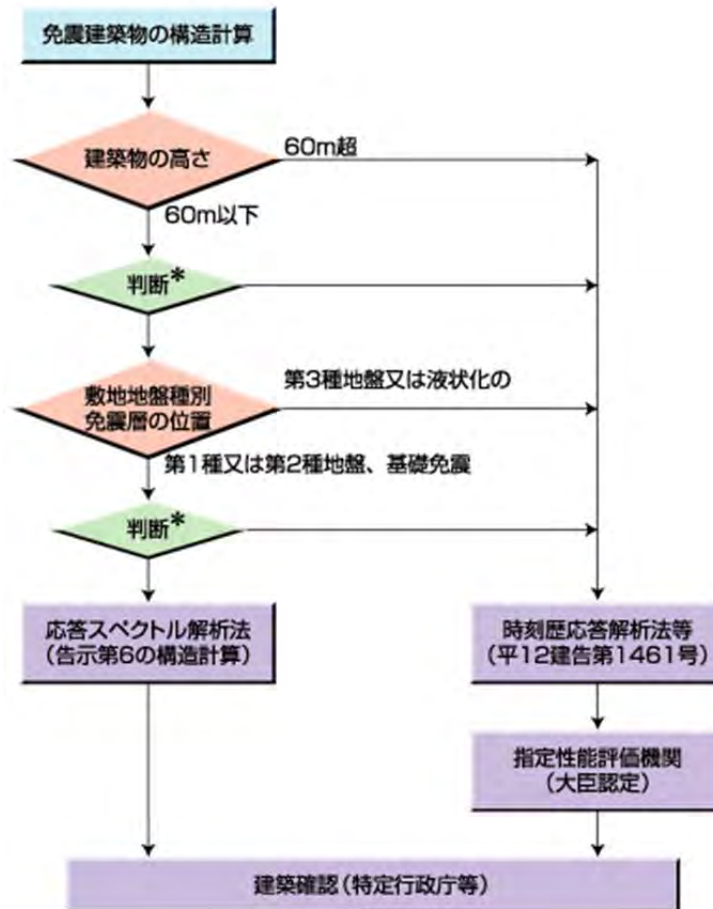 免震建築物の構造計算
建築物の高さ
60m超
60m以下
判断*
敷地地盤種別
免震層の位置
第3種地盤又は液状化の
第1種又は第2種地盤、基礎免震
判断*
応答スペクトル解析法
(告示第6の構造計算)
時刻歴応答解析法等
(平12建告第1461号)
指定性能評価機関
(大臣認定)
建築確認(特定行政庁等)